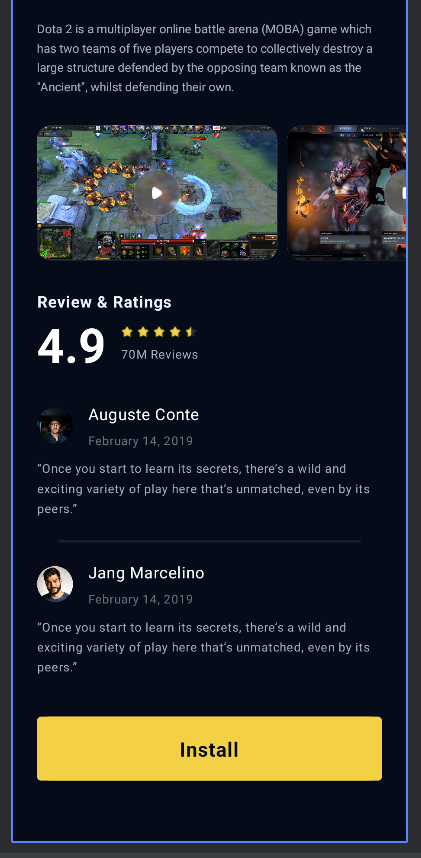 Dota 2 is a multiplayer online battle arena (MOBA) game which
has two teams of five players compete to collectively destroy a
large structure defended by the opposing team known as the
"Ancient", whilst defending their own.
Review & Ratings
4.9
70M Reviews
Auguste Conte
February 14, 2019
“Once you start to learn its secrets, there’s a wild and
exciting variety of play here that’s unmatched, even by its
peers.”
Jang Marcelino
February 14, 2019
“Once you start to learn its secrets, there’s a wild and
exciting variety of play here that’s unmatched, even by its
peers.”
Install